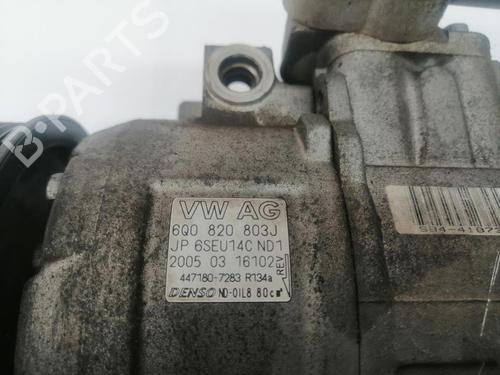 B-PARTS
VW AG
6Q0 820 803J
JP 6SEU14C ND1
2005 03 16102
REV
447180-7283 R134a
DENSO ND-OIL8 80cm³